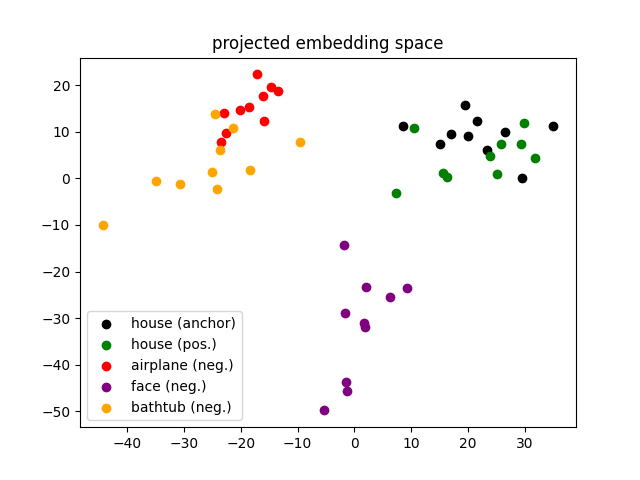 projected embedding space
20
10
0
−10
−20
−30
−40
−50
house (anchor)
house (pos.)
airplane (neg.)
face (neg.)
bathtub (neg.)
−40 −30 −20 −10 0 10 20 30